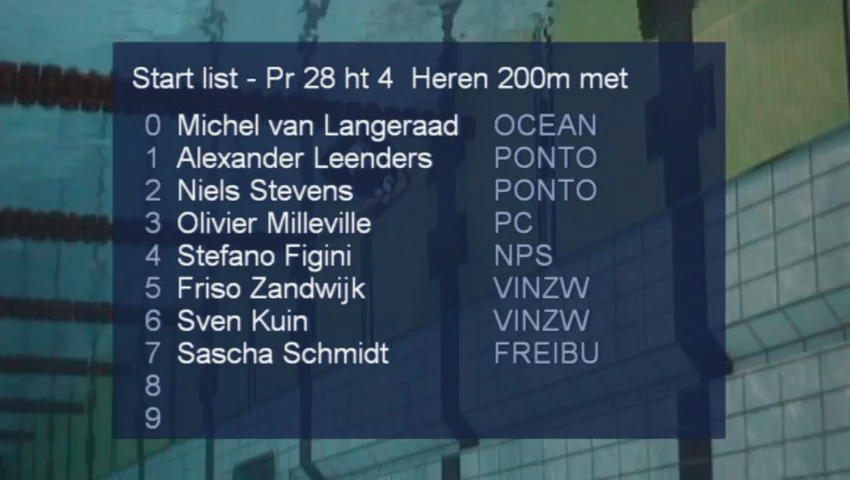 Start list - Pr 28 ht 4 Heren 200m met
0 Michel van Langeraad OCEAN
1 Alexander Leenders PONTO
2 Niels Stevens PONTO
3 Olivier Milleville PC
4 Stefano Figini NPS
5 Friso Zandwijk VINZW
6 Sven Kuin VINZW
7 Sascha Schmidt FREIBU
8
9